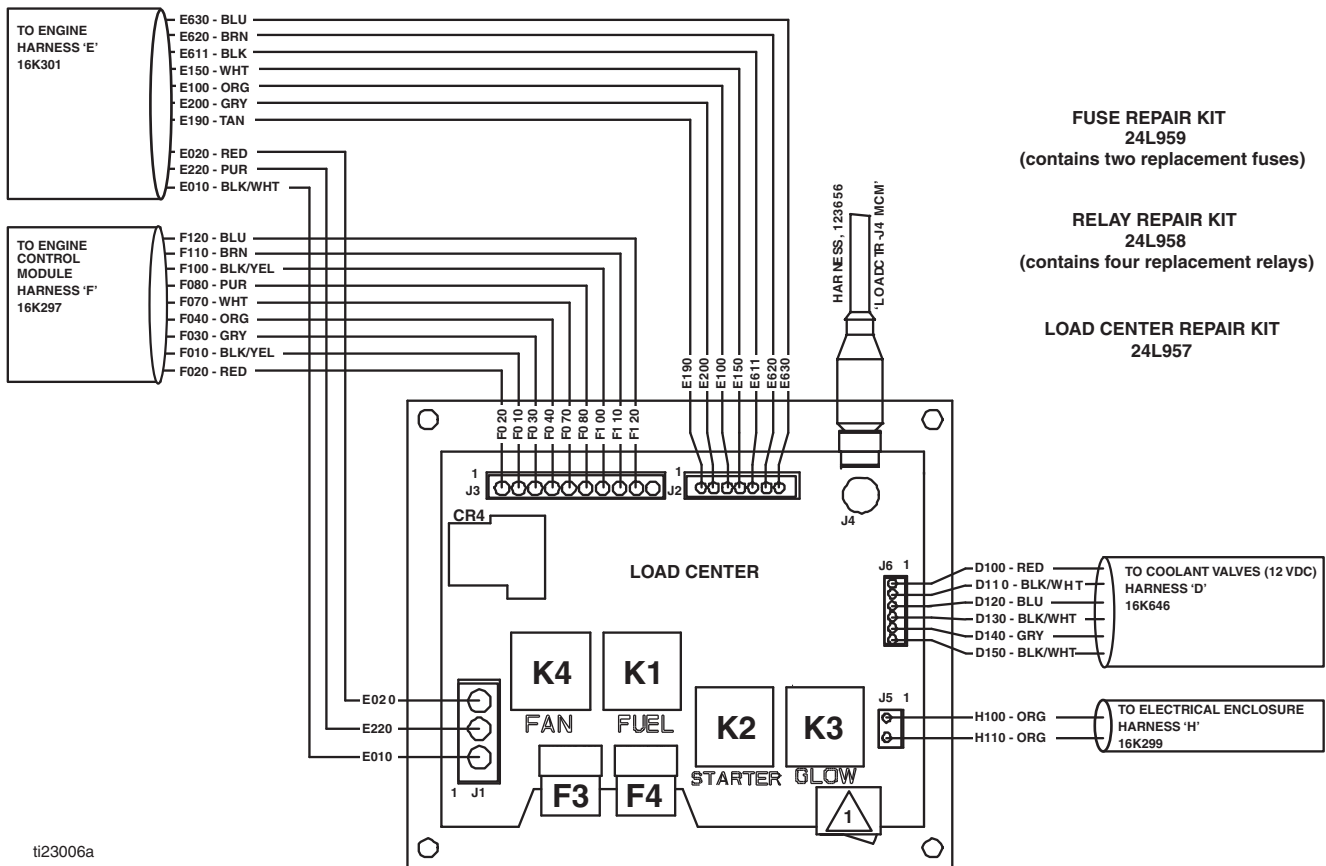 TO ENGINE
HARNESS ‘E’
16K301
E630 - BLU
E620 - BRN
E611 - BLK
E150 - WHT
E100 - ORG
E200 - GRY
E190 - TAN
E020 - RED
E220 - PUR
E010 - BLK/WHT
TO ENGINE
CONTROL
MODULE
HARNESS ‘F’
16K297
F120 - BLU
F110 - BRN
F100 - BLK/YEL
F080 - PUR
F070 - WHT
F040 - ORG
F030 - GRY
F010 - BLK/YEL
F020 - RED
FUSE REPAIR KIT
24L959
(contains two replacement fuses)
RELAY REPAIR KIT
24L958
(contains four replacement relays)
LOAD CENTER REPAIR KIT
24L957
HARNESS, 123656
'LOADCTR-J4 MCM'
F020
F010
F030
F040
F070
F080
F100
F110
F120
E190
E200
E100
E150
E611
E620
E630
1
J3
1
J2
J4
CR4
LOAD CENTER
J6 1
D100 - RED
D110 - BLK/WHT
D120 - BLU
D130 - BLK/WHT
D140 - GRY
D150 - BLK/WHT
TO COOLANT VALVES (12 VDC)
HARNESS ‘D’
16K646
J5 1
H100 - ORG
H110 - ORG
TO ELECTRICAL ENCLOSURE
HARNESS ‘H’
16K299
K4
FAN
K1
FUEL
K2
STARTER
K3
GLOW
E020
E220
E010
1 J1
F3
F4
1
ti23006a